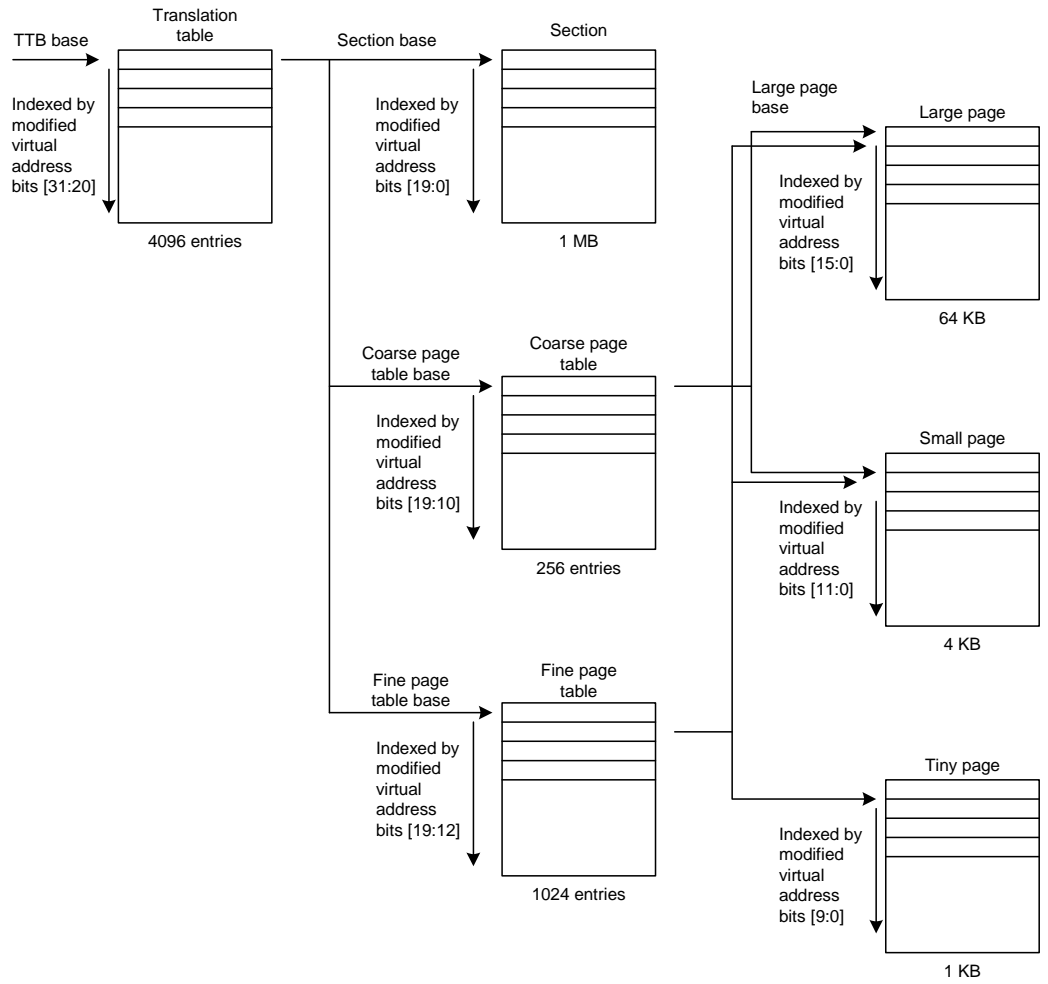 Translation
table
TTB base
Indexed by
modified
virtual
address
bits [31:20]
4096 entries
Section base
Section
Indexed by
modified
virtual
address
bits [19:0]
1 MB
Large page
base
Large page
Indexed by
modified
virtual
address
bits [15:0]
64 KB
Coarse page
table base
Coarse page
table
Indexed by
modified
virtual
address
bits [19:10]
256 entries
Small page
Indexed by
modified
virtual
address
bits [11:0]
4 KB
Fine page
table base
Fine page
table
Indexed by
modified
virtual
address
bits [19:12]
1024 entries
Tiny page
Indexed by
modified
virtual
address
bits [9:0]
1 KB